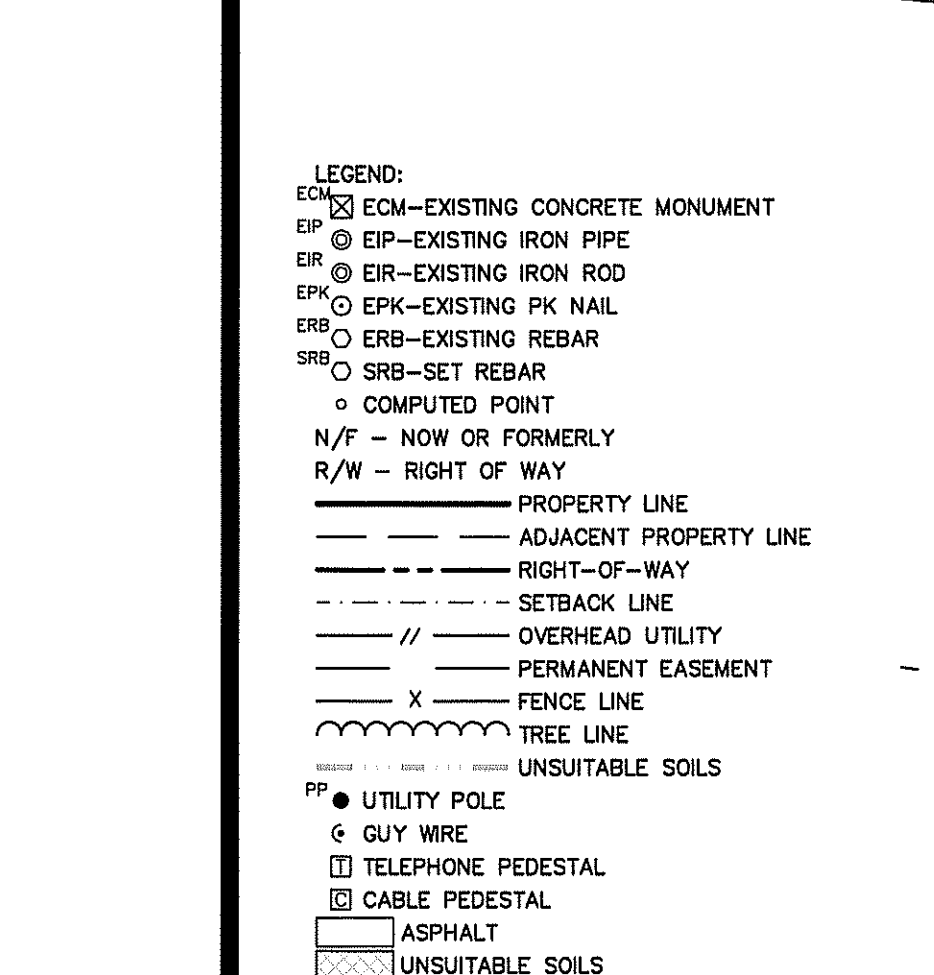 LEGEND:
ECM ECM-EXISTING CONCRETE MONUMENT
EIP EIP-EXISTING IRON PIPE
EIR EIR-EXISTING IRON ROD
EPK EPK-EXISTING PK NAIL
ERB ERB-EXISTING REBAR
SRB SRB-SET REBAR
COMPUTED POINT
N/F - NOW OR FORMERLY
R/W - RIGHT OF WAY
PROPERTY LINE
ADJACENT PROPERTY LINE
RIGHT-OF-WAY
SETBACK LINE
// OVERHEAD UTILITY
PERMANENT EASEMENT
X FENCE LINE
TREE LINE
UNSUITABLE SOILS
PP UTILITY POLE
GUY WIRE
T TELEPHONE PEDESTAL
C CABLE PEDESTAL
ASPHALT
UNSUITABLE SOILS